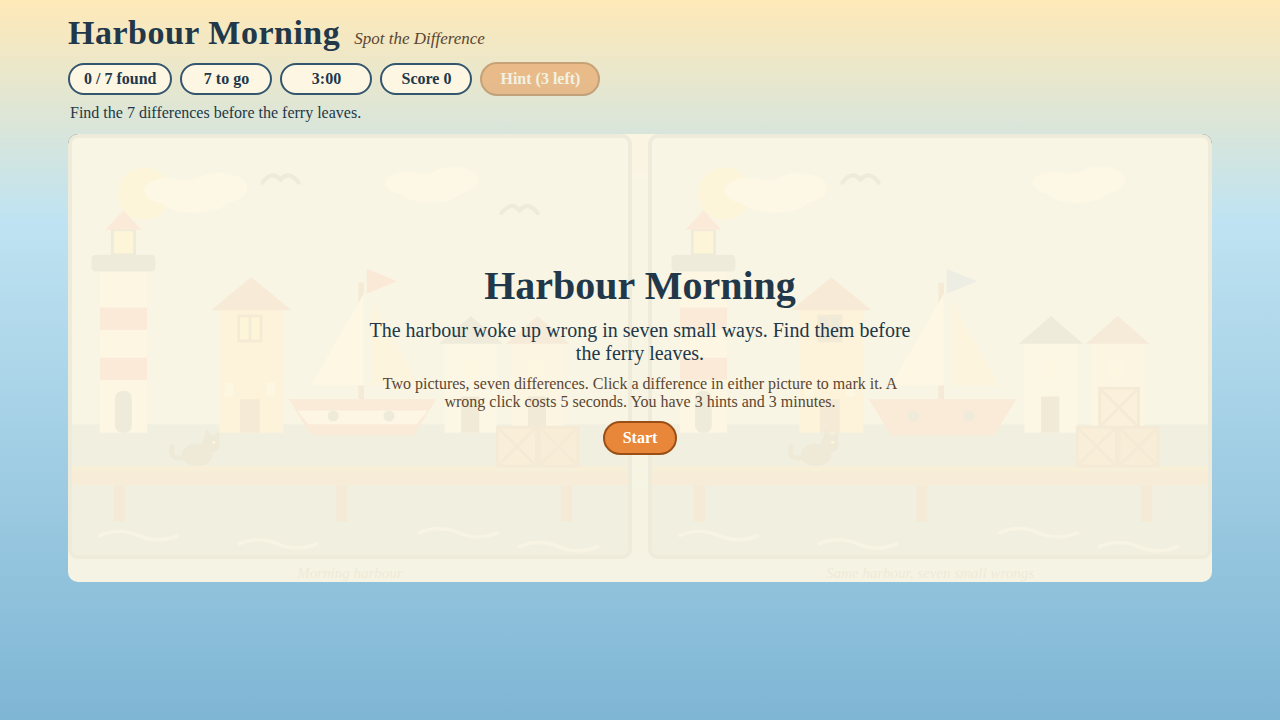 Harbour Morning Spot the Difference
0 / 7 found 7 to go 3:00 Score 0 Hint (3 left)
Find the 7 differences before the ferry leaves.
Harbour Morning
The harbour woke up wrong in seven small ways. Find them before
the ferry leaves.
Two pictures, seven differences. Click a difference in either picture to mark it. A
wrong click costs 5 seconds. You have 3 hints and 3 minutes.
Start
Morning harbour Same harbour, seven small wrongs